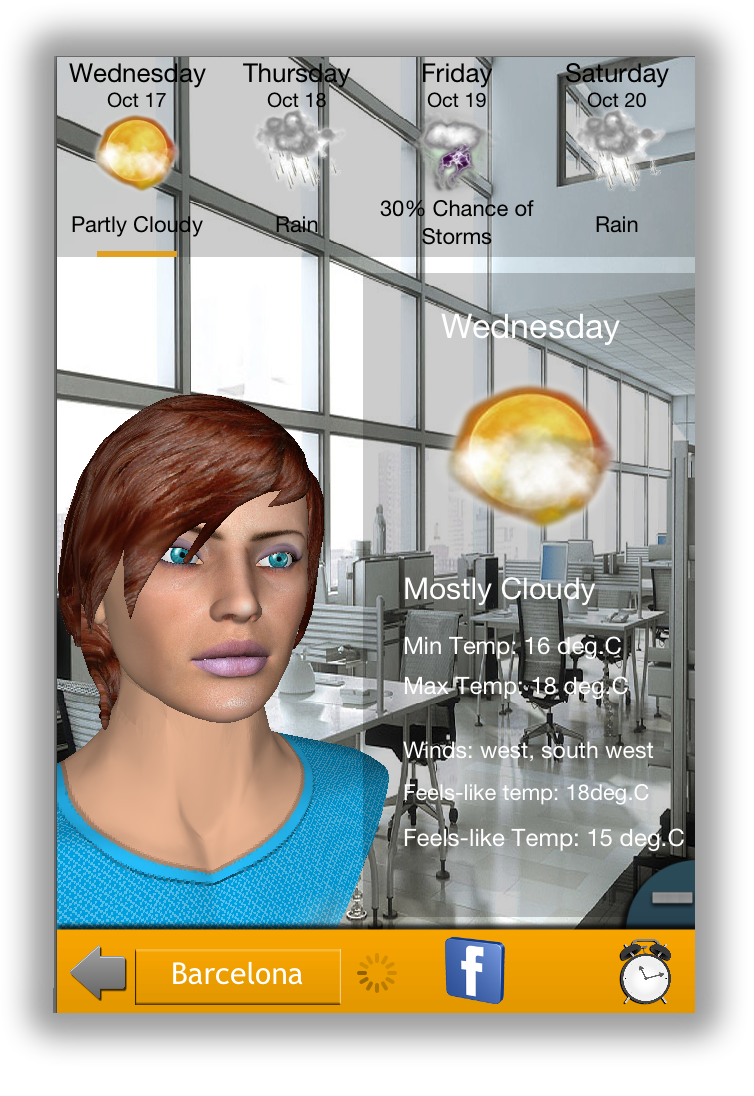 Wednesday Thursday Friday Saturday
Oct 17 Oct 18 Oct 19 Oct 20
Partly Cloudy Rain 30% Chance of Rain
Storms
Wednesday
Mostly Cloudy
Min Temp: 16 deg.C
Max Temp: 18 deg.C
Winds: west, south west
Feels-like temp: 18deg.C
Feels-like Temp: 15 deg.C
Barcelona
f